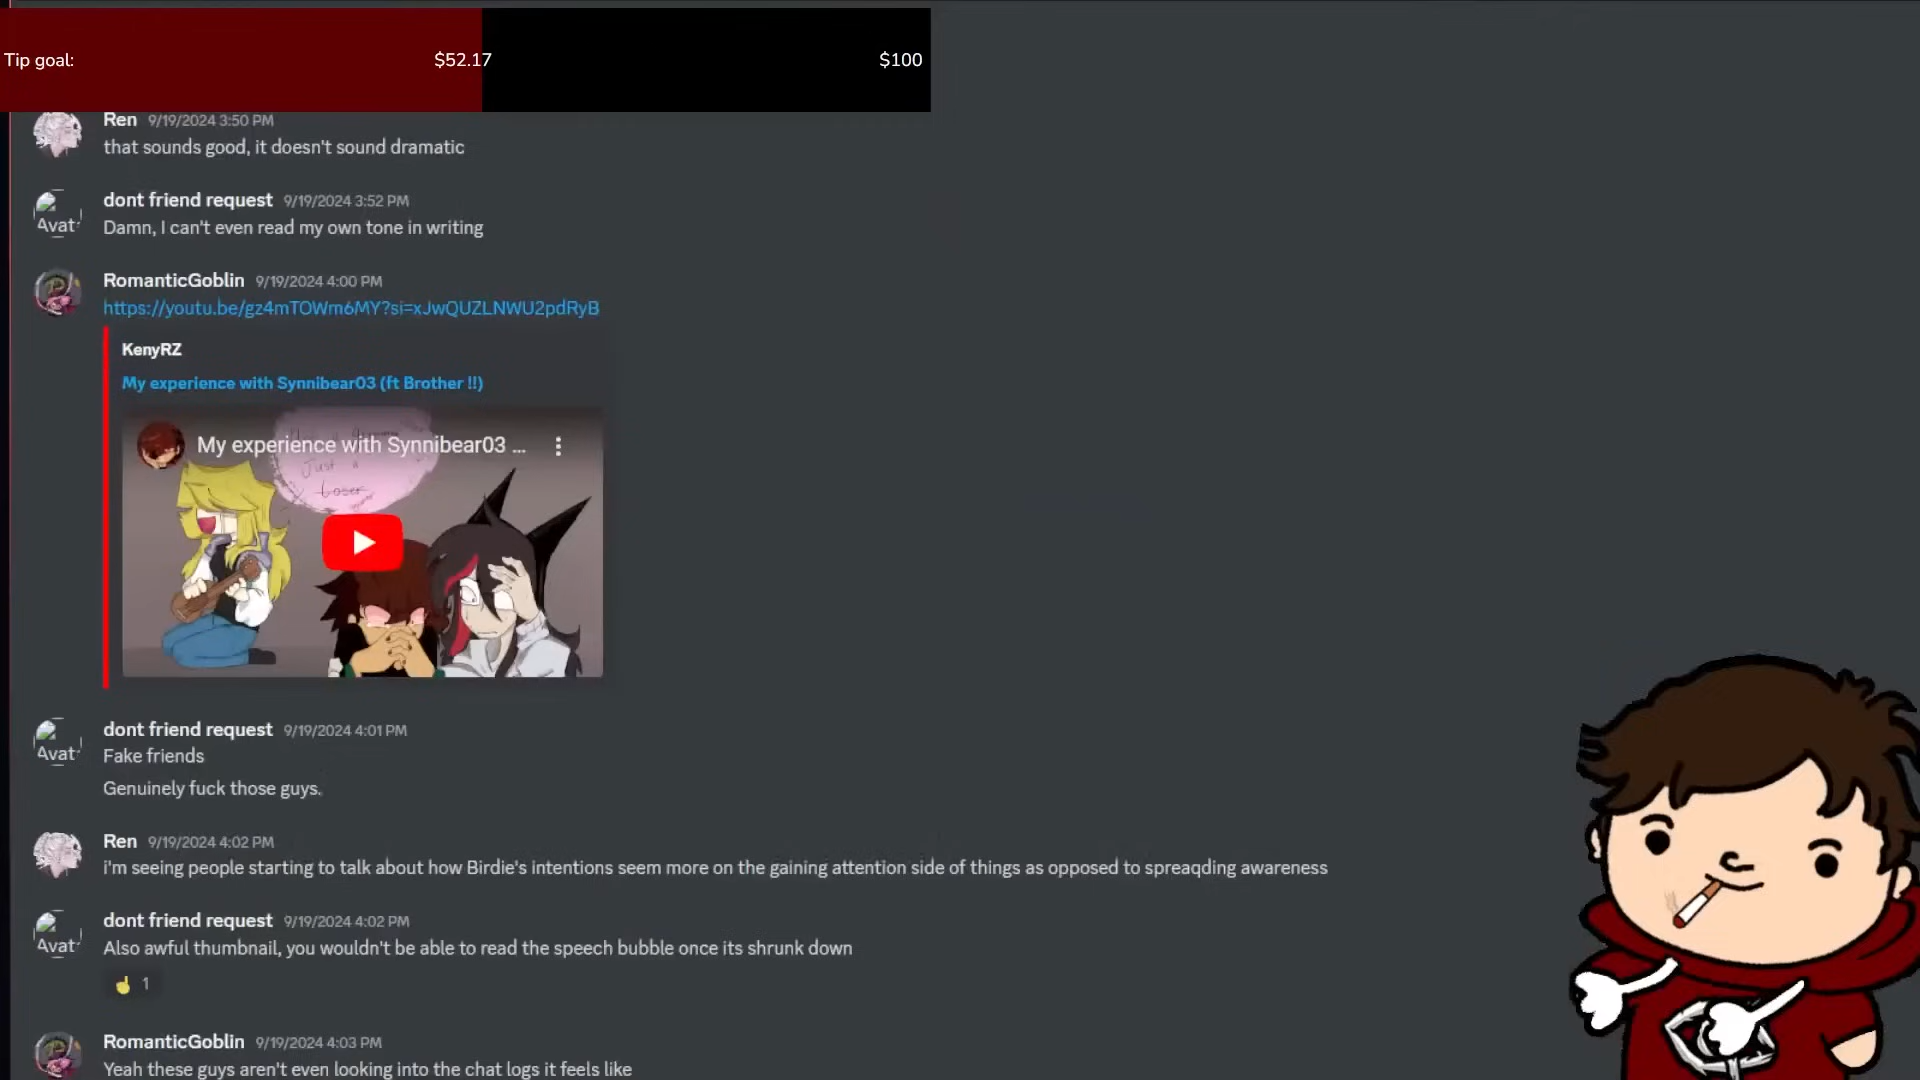 Tip goal: $52.17 $100
Ren 9/19/2024 3:50 PM
that sounds good, it doesn't sound dramatic
dont friend request 9/19/2024 3:52 PM
Avat
Damn, I can't even read my own tone in writing
RomanticGoblin 9/19/2024 4:00 PM
https://youtu.be/gz4mTOWm6MY?si=xJwQUZLNWU2pdRyB
KenyRZ
My experience with Synnibear03 (ft Brother !!)
My experience with Synnibear03 ...
Just a
Loser
dont friend request 9/19/2024 4:01 PM
Avat
Fake friends
Genuinely fuck those guys.
Ren 9/19/2024 4:02 PM
i'm seeing people starting to talk about how Birdie's intentions seem more on the gaining attention side of things as opposed to spreaqding awareness
dont friend request 9/19/2024 4:02 PM
Avat
Also awful thumbnail, you wouldn't be able to read the speech bubble once its shrunk down
1
RomanticGoblin 9/19/2024 4:03 PM
Yeah these guys aren't even looking into the chat logs it feels like